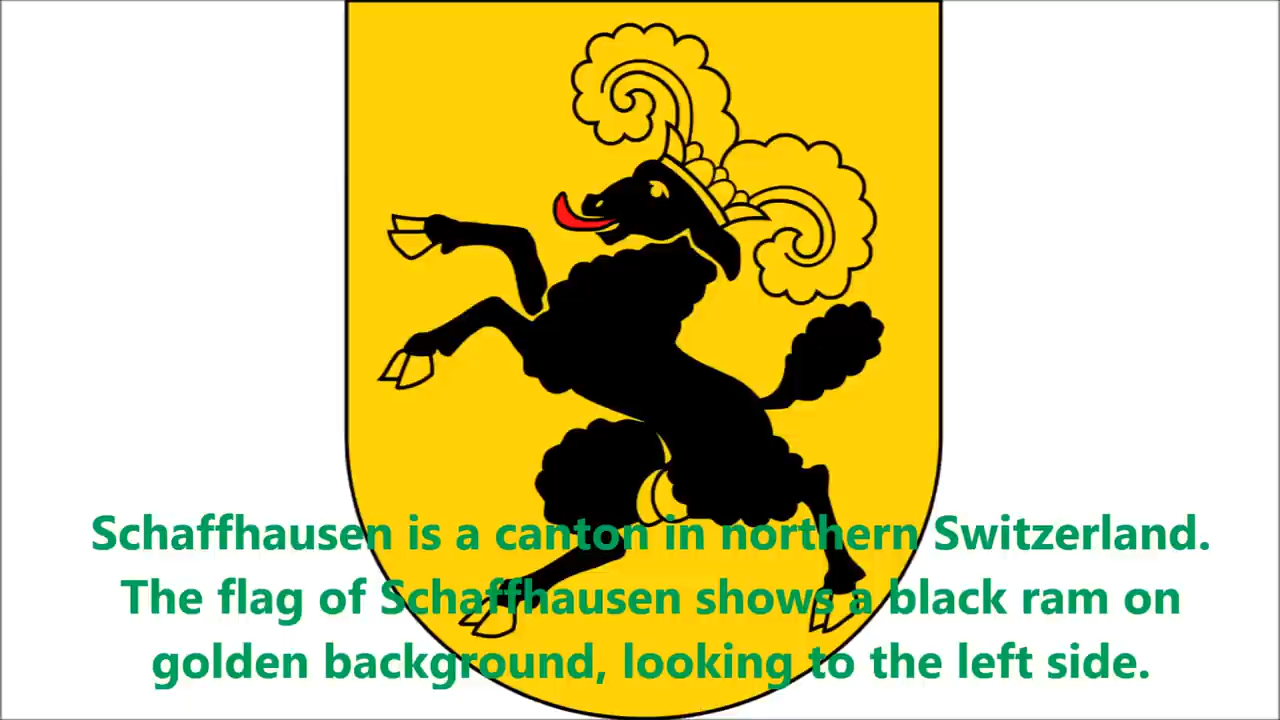 Schaffhausen is a canton in northern Switzerland.
The flag of Schaffhausen shows a black ram on
golden background, looking to the left side.